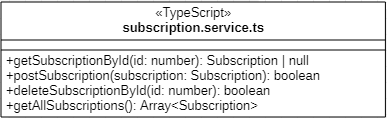 «TypeScript»
subscription.service.ts
+getSubscriptionById(id: number): Subscription | null
+postSubscription(subscription: Subscription): boolean
+deleteSubscriptionById(id: number): boolean
+getAllSubscriptions(): Array<Subscription>